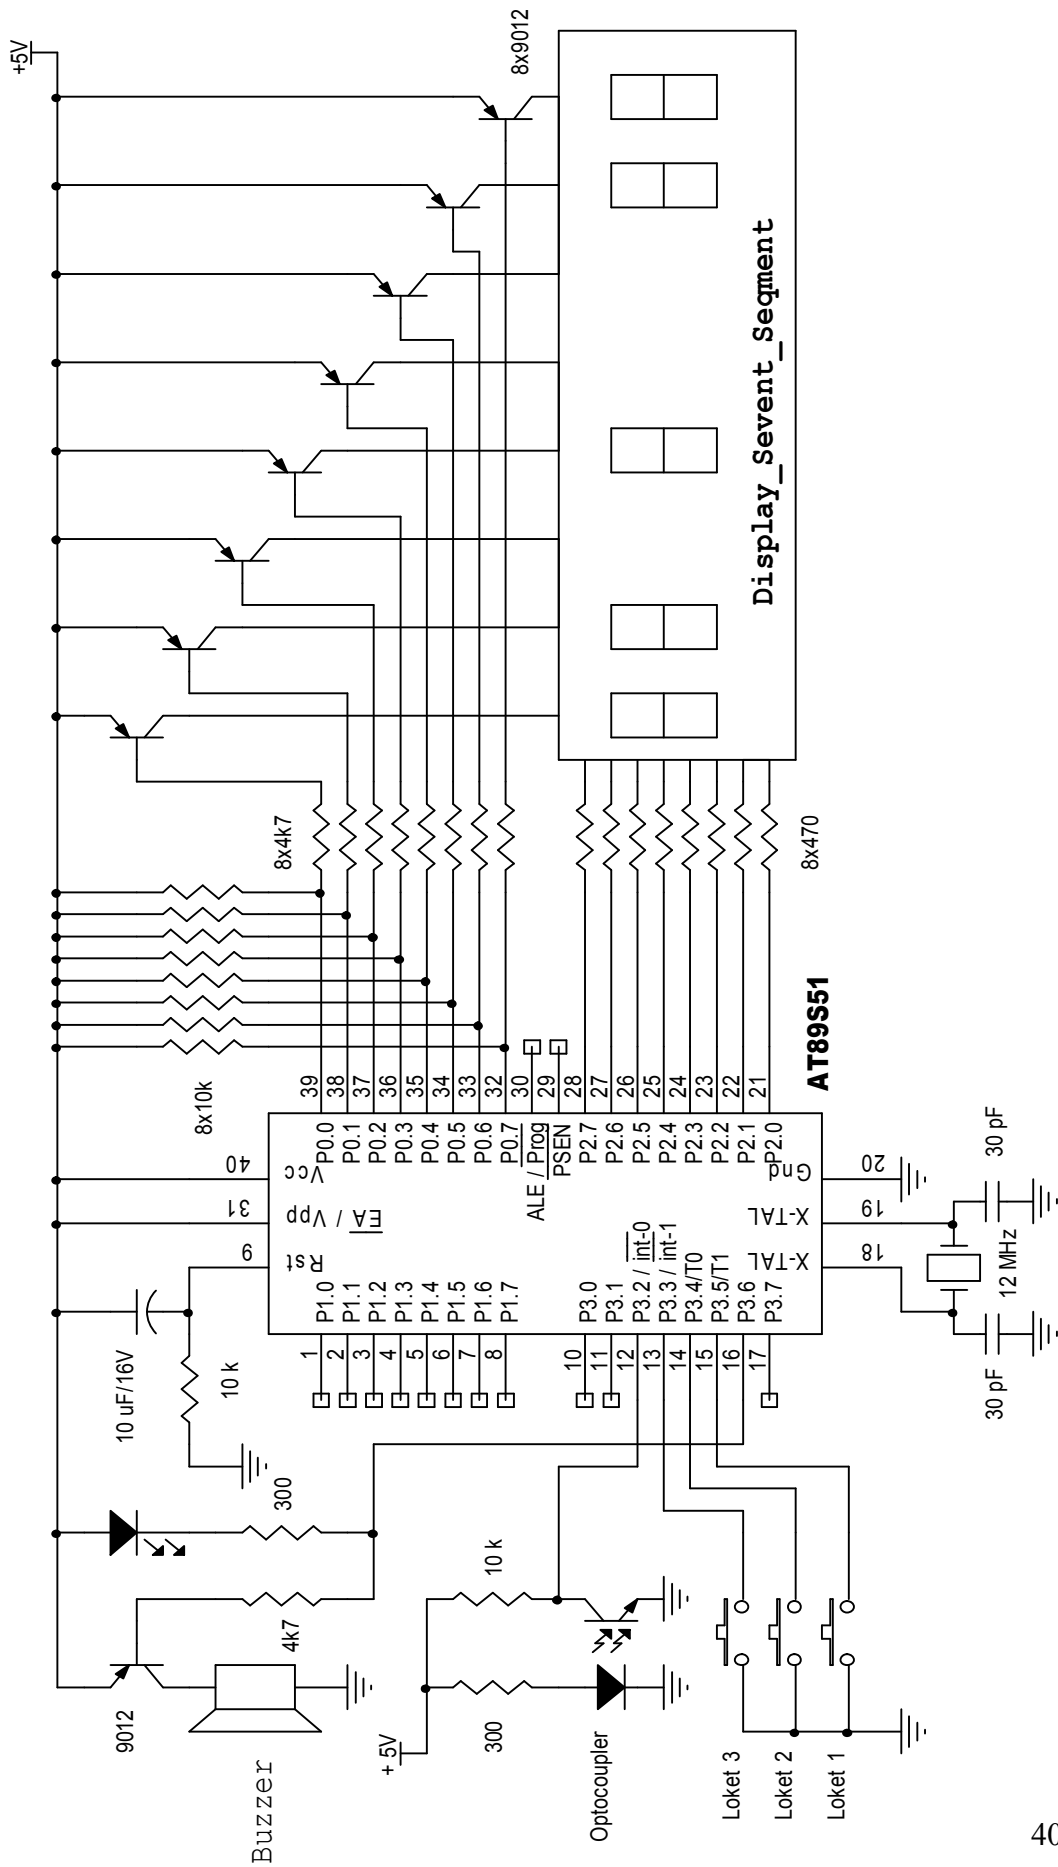 +5V
8x9012
Display_Sevent_Seqment
8x4k7
8x470
8x10k
AT89S51
39
38
37
36
35
34
33
32
30
29
28
27
26
25
24
23
22
21
P0.0
P0.1
P0.2
P0.3
P0.4
P0.5
P0.6
P0.7
ALE / Prog
PSEN
P2.7
P2.6
P2.5
P2.4
P2.3
P2.2
P2.1
P2.0
40
Vcc
31
EA / Vpp
9
Rst
Gnd
20
X-TAL
19
X-TAL
18
30 pF
12 MHz
30 pF
P1.0
P1.1
P1.2
P1.3
P1.4
P1.5
P1.6
P1.7
P3.0
P3.1
P3.2 / int-0
P3.3 / int-1
P3.4/T0
P3.5/T1
P3.6
P3.7
1
2
3
4
5
6
7
8
10
11
12
13
14
15
16
17
10 uF/16V
10 k
300
4k7
9012
Buzzer
10 k
300
+ 5V
Optocoupler
Loket 3
Loket 2
Loket 1
40